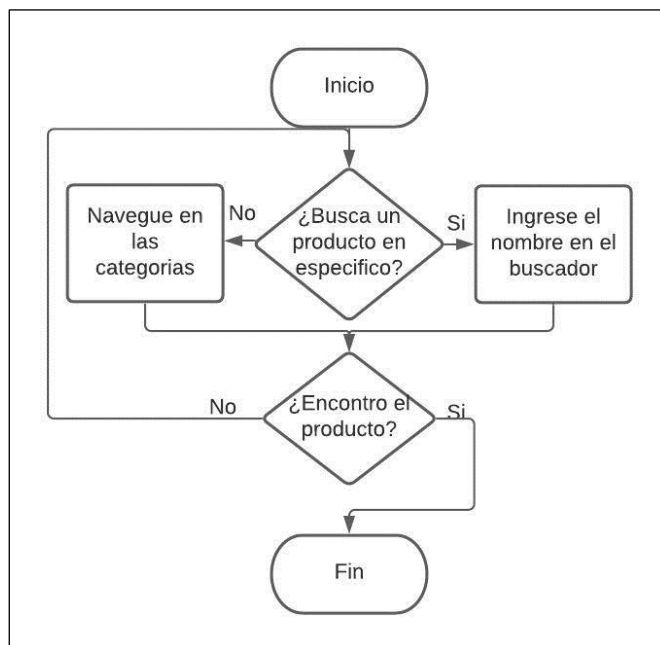 Inicio
¿Busca un
producto en
especifico?
No
Si
Navegue en
las
categorias
Ingrese el
nombre en el
buscador
¿Encontro el
producto?
No
Si
Fin